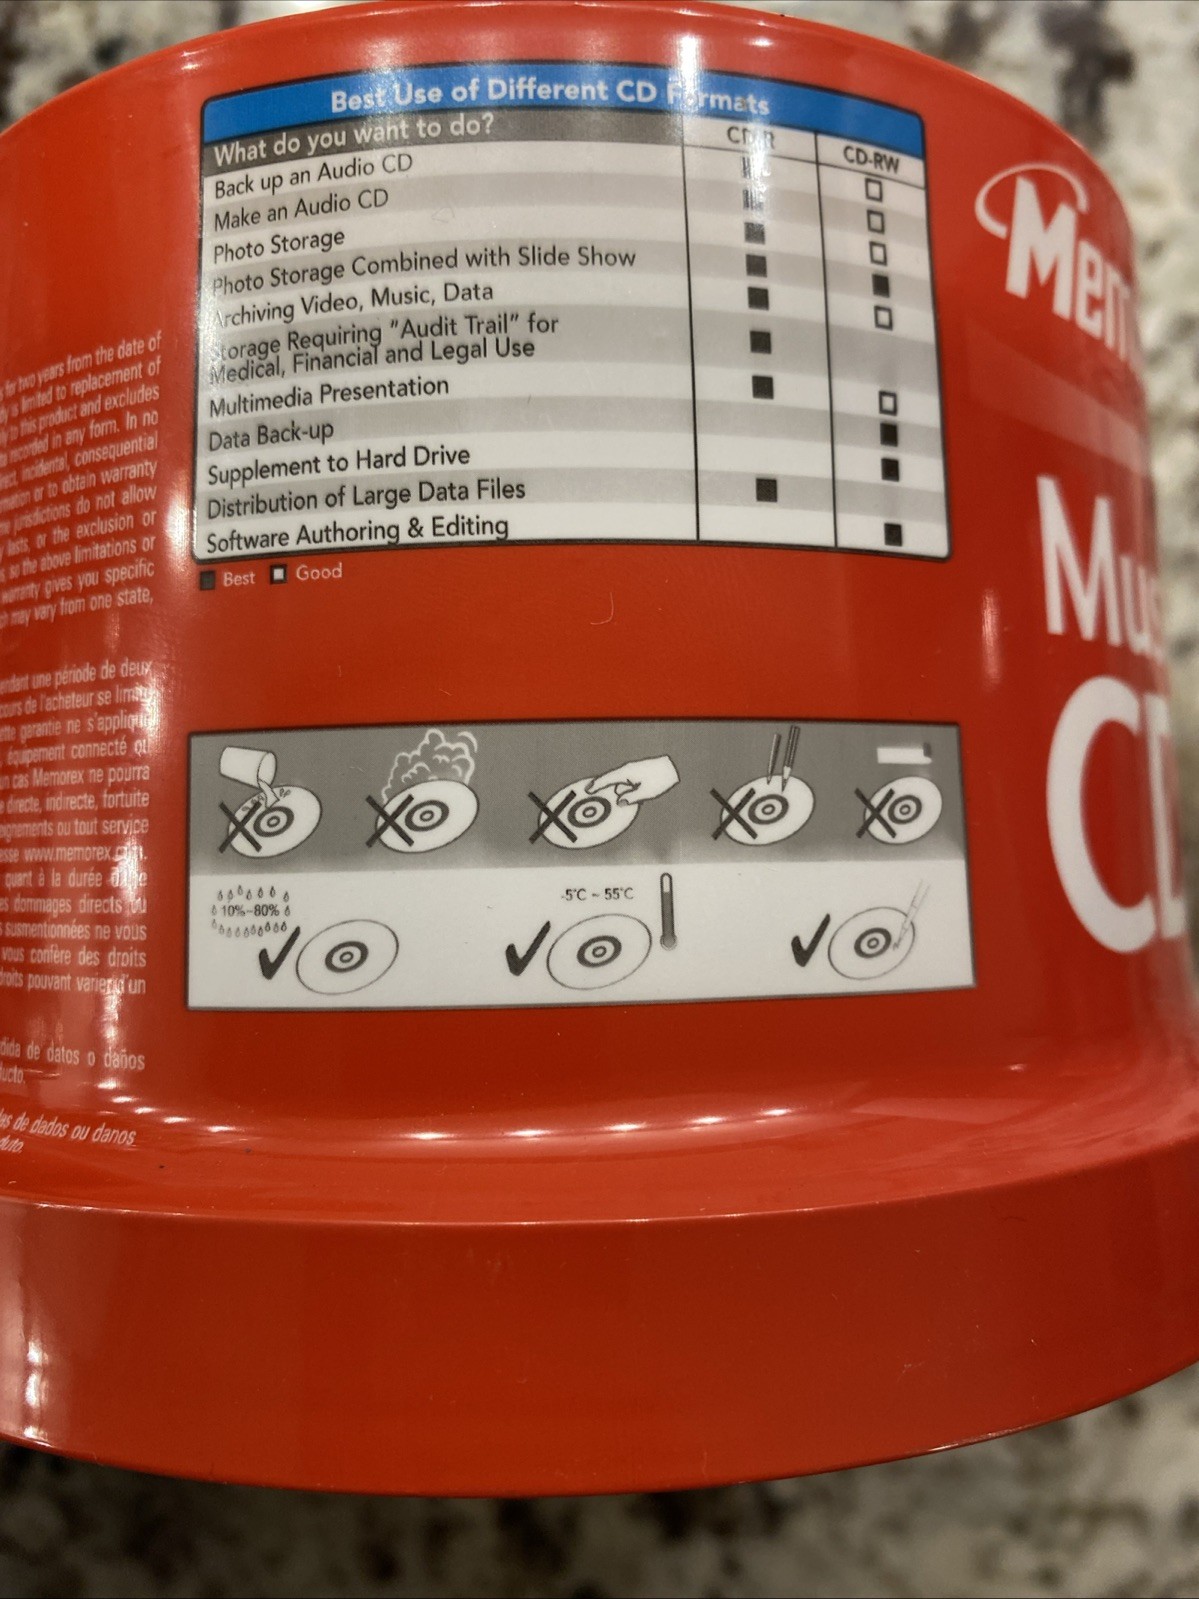 Best Use of Different CD Formats
What do you want to do?
CD-R
CD-RW
Back up an Audio CD
Make an Audio CD
Photo Storage
Photo Storage Combined with Slide Show
Archiving Video, Music, Data
Storage Requiring "Audit Trail" for
Medical, Financial and Legal Use
Multimedia Presentation
Data Back-up
Supplement to Hard Drive
Distribution of Large Data Files
Software Authoring & Editing
Best Good
10%~80%
-5°C ~ 55°C
for two years from the date of
is limited to replacement of
to this product and excludes
recorded in any form. In no
incidental, consequential
or to obtain warranty
jurisdictions do not allow
lasts, or the exclusion or
so the above limitations or
warranty gives you specific
may vary from one state,
endant une période de deux
cours de l'acheteur se
garantie ne s'applique
équipement connecté ou
un cas Memorex ne pourra
directe, indirecte, fortuite
ou tout service
www.memorex.com.
quant à la durée d'une
dommages directs ou
susmentionnées ne vous
vous confère des droits
droits pouvant varier d'un
de datos o daños
de dados ou danos
Mem
Mus
CD